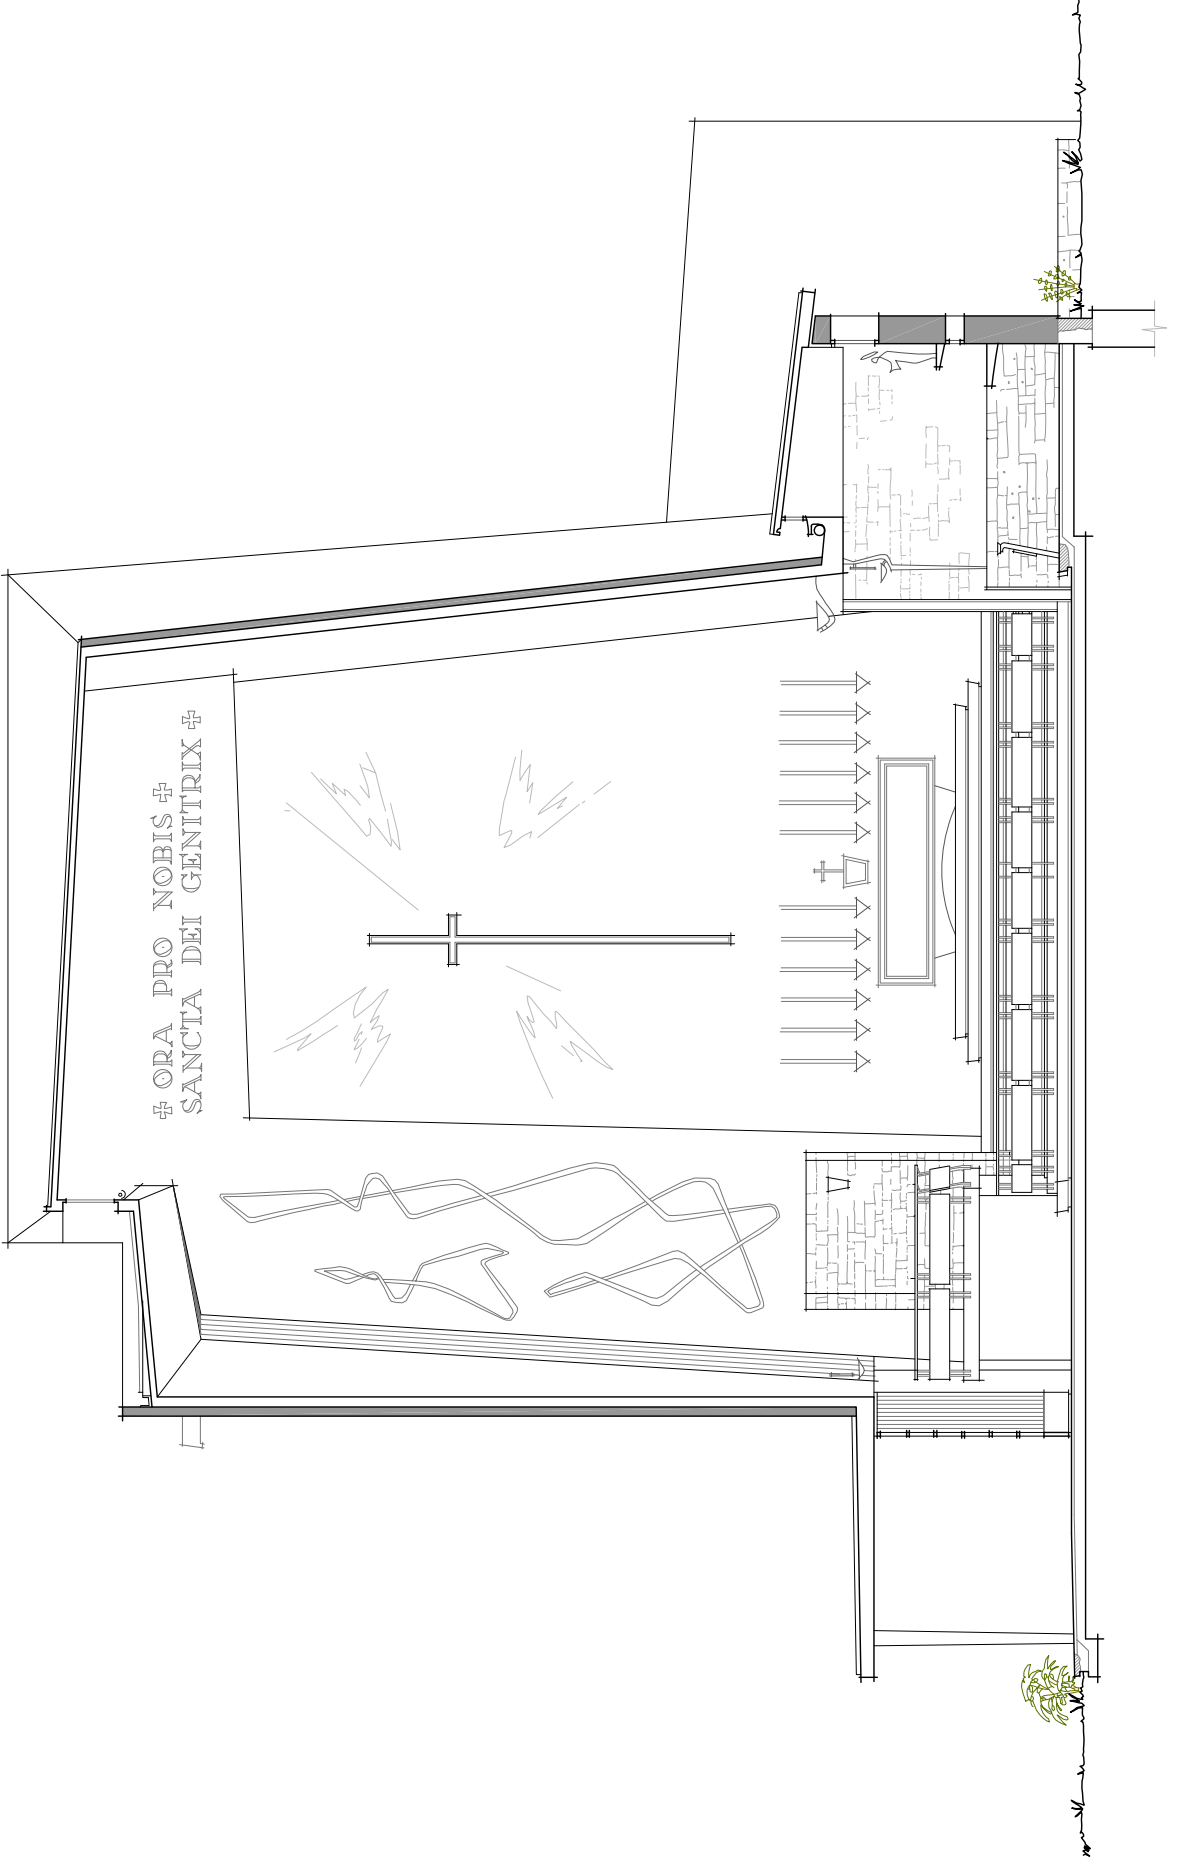 ✠ ORA PRO NOBIS ✠
SANCTA DEI GENITRIX ✠